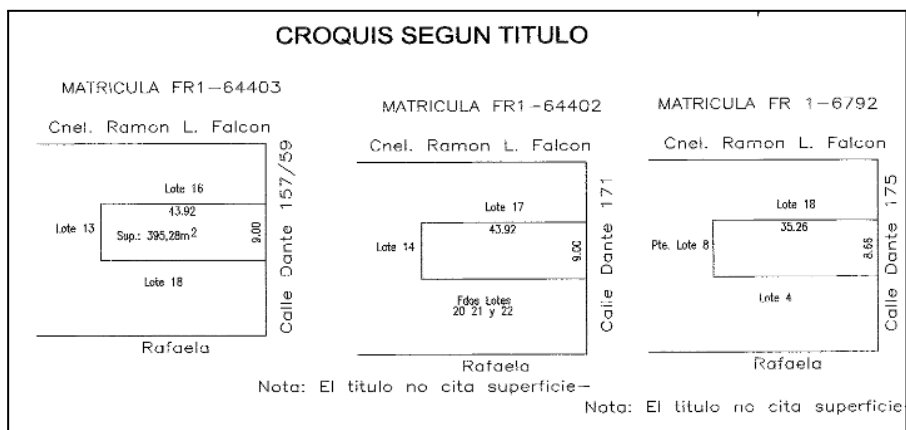 CROQUIS SEGUN TITULO
MATRICULA FR1-64403
Cnel. Ramon L. Falcon
Lote 16
43.92
Lote 13
Sup.: 395,28m²
9.00
Lote 18
Calle Dante 157/59
Rafaela
MATRICULA FR1-64402
Cnel. Ramon L. Falcon
Lote 17
43.92
Lote 14
9.00
Fdos Lotes
20 21 y 22
Calle Dante 171
Rafaela
Nota: El titulo no cita superficie-
MATRICULA FR 1-6792
Cnel. Ramon L. Falcon
Lote 18
35.26
Pte. Lote 8
8.66
Lote 4
Calle Dante 175
Rafaela
Nota: El titulo no cita superficie-